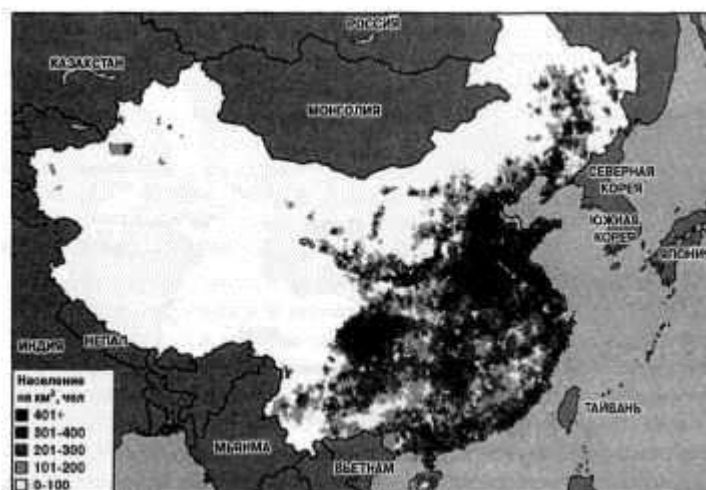 РОССИЯ
КАЗАХСТАН
МОНГОЛИЯ
СЕВЕРНАЯ
КОРЕЯ
ЮЖНАЯ
КОРЕЯ
ЯПОНИЯ
ИНДИЯ
НЕПАЛ
Население
на км², чел
401+
301-400
201-300
101-200
0-100
ТАЙВАНЬ
МЬЯНМА
ВЬЕТНАМ